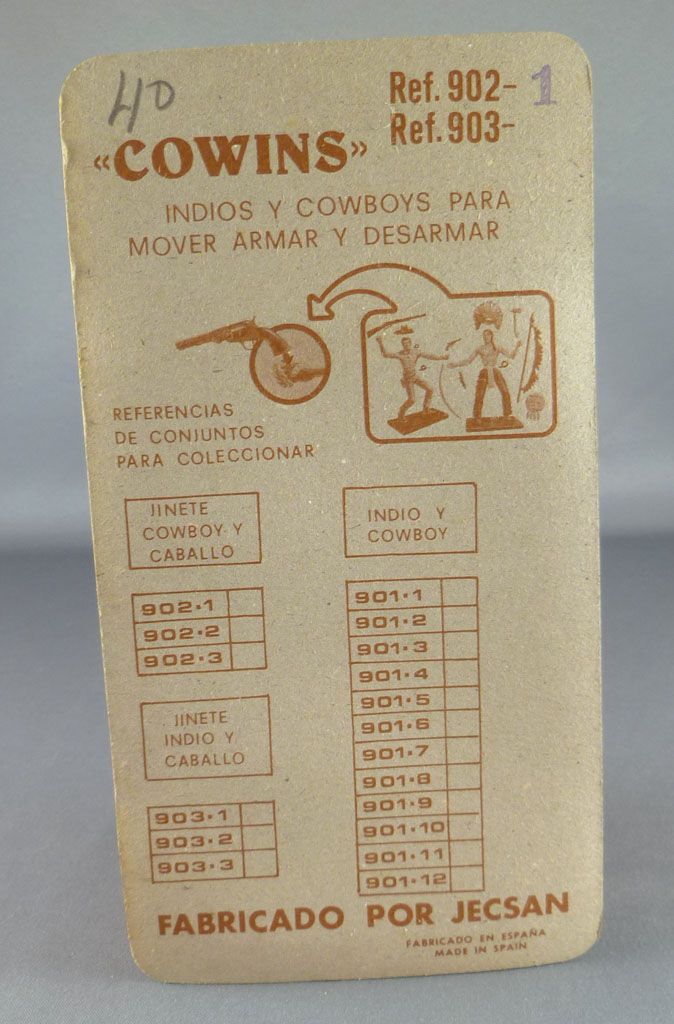 40
Ref. 902- 1
Ref. 903-
«COWINS»
INDIOS Y COWBOYS PARA
MOVER ARMAR Y DESARMAR
REFERENCIAS
DE CONJUNTOS
PARA COLECCIONAR
JINETE
COWBOY Y
CABALLO
902·1
902·2
902·3
JINETE
INDIO Y
CABALLO
903·1
903·2
903·3
INDIO Y
COWBOY
901·1
901·2
901·3
901·4
901·5
901·6
901·7
901·8
901·9
901·10
901·11
901·12
FABRICADO POR JECSAN
FABRICADO EN ESPAÑA
MADE IN SPAIN